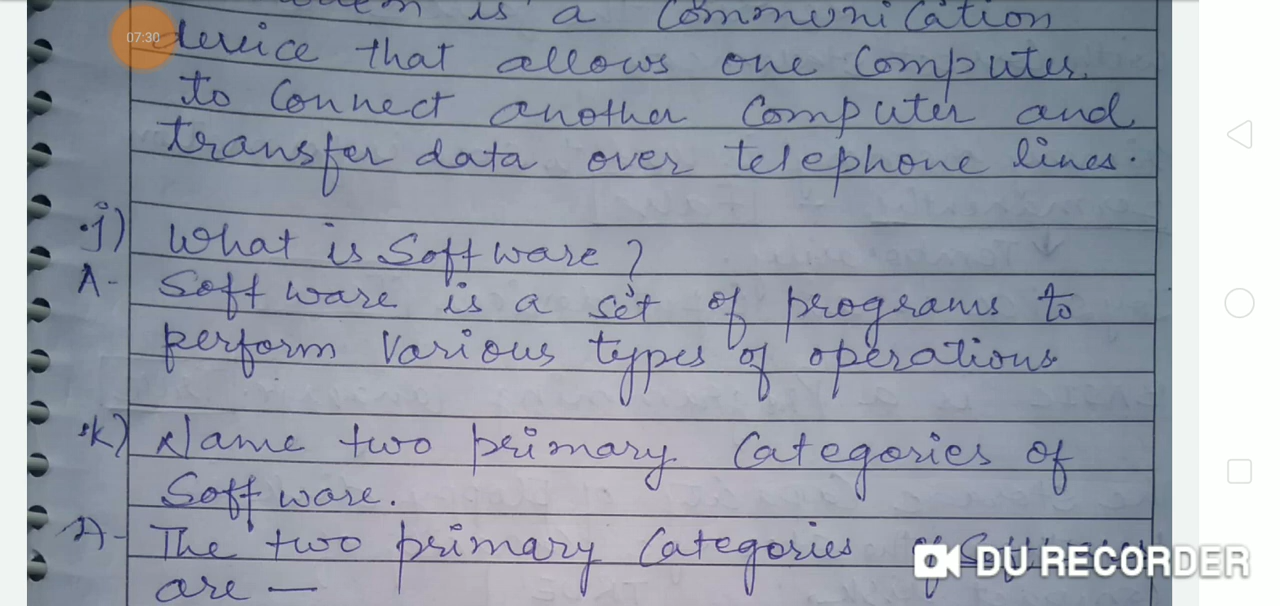 is a Communication
07:30
device that allows one Computer
to Connect another Computer and
transfer data over telephone lines.
j) What is Software?
A- Software is a set of programs to
perform Various types of operations
k) Name two primary Categories of
Software.
A- The two primary Categories of Software
are —
DU RECORDER